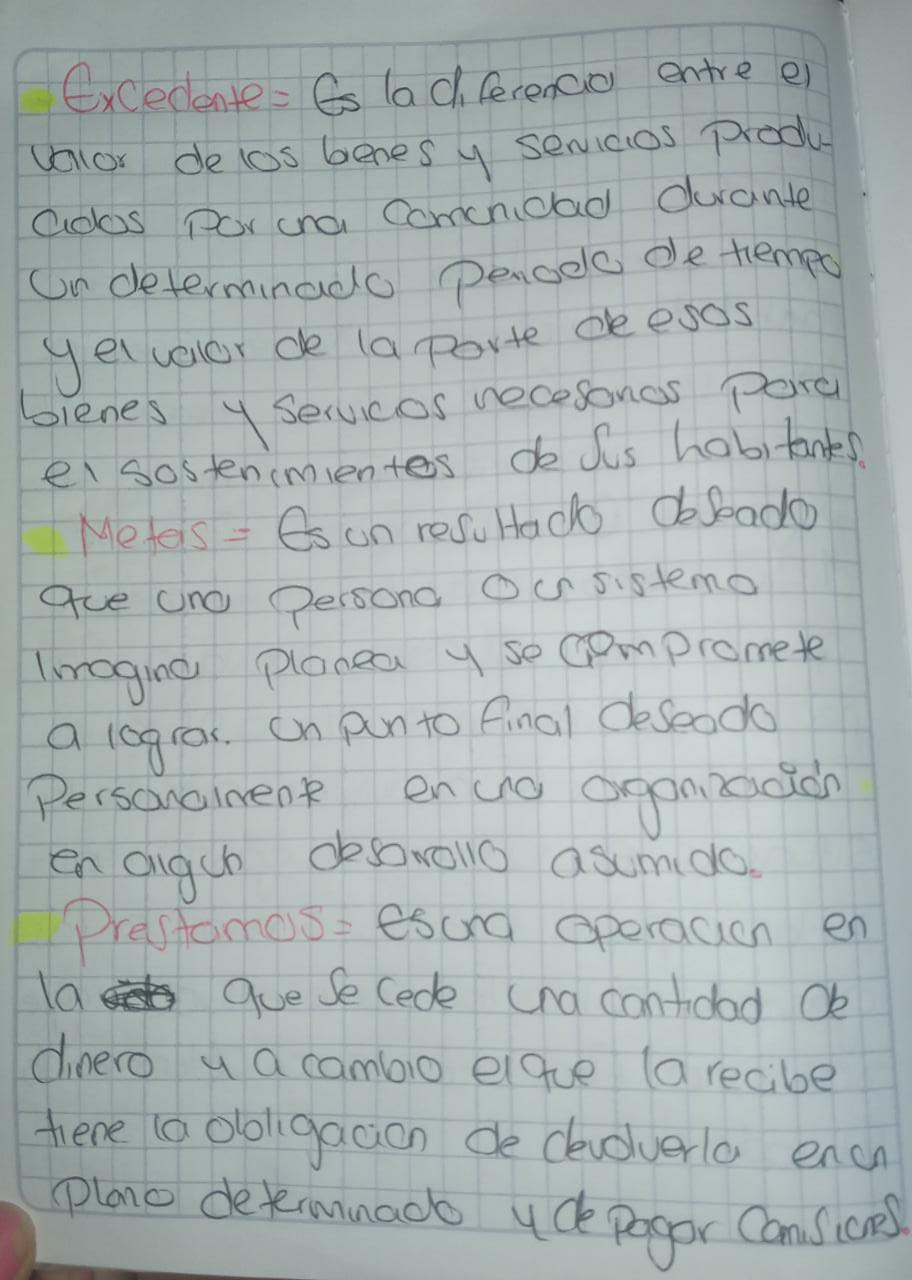 Excedente = Es la diferencia entre el
valor de los bienes y servicios produ-
cidos por una comunidad durante
un determinado periodo de tiempo
y el valor de la parte de esos
bienes y servicos necesarios para
el sostenimientos de sus habitantes.
Metas = Es un resultado deseado
que una persona o un sistema
imagina planea y se compromete
a lograr. un punto final deseado
Personalmente en una organización
en algun desarrollo asumido.
Prestamos = es una operacion en
la que se cede una cantidad de
dinero y a cambio el que la recibe
tiene la obligacion de devolverla en un
plano determinado y de pagar comisiones.